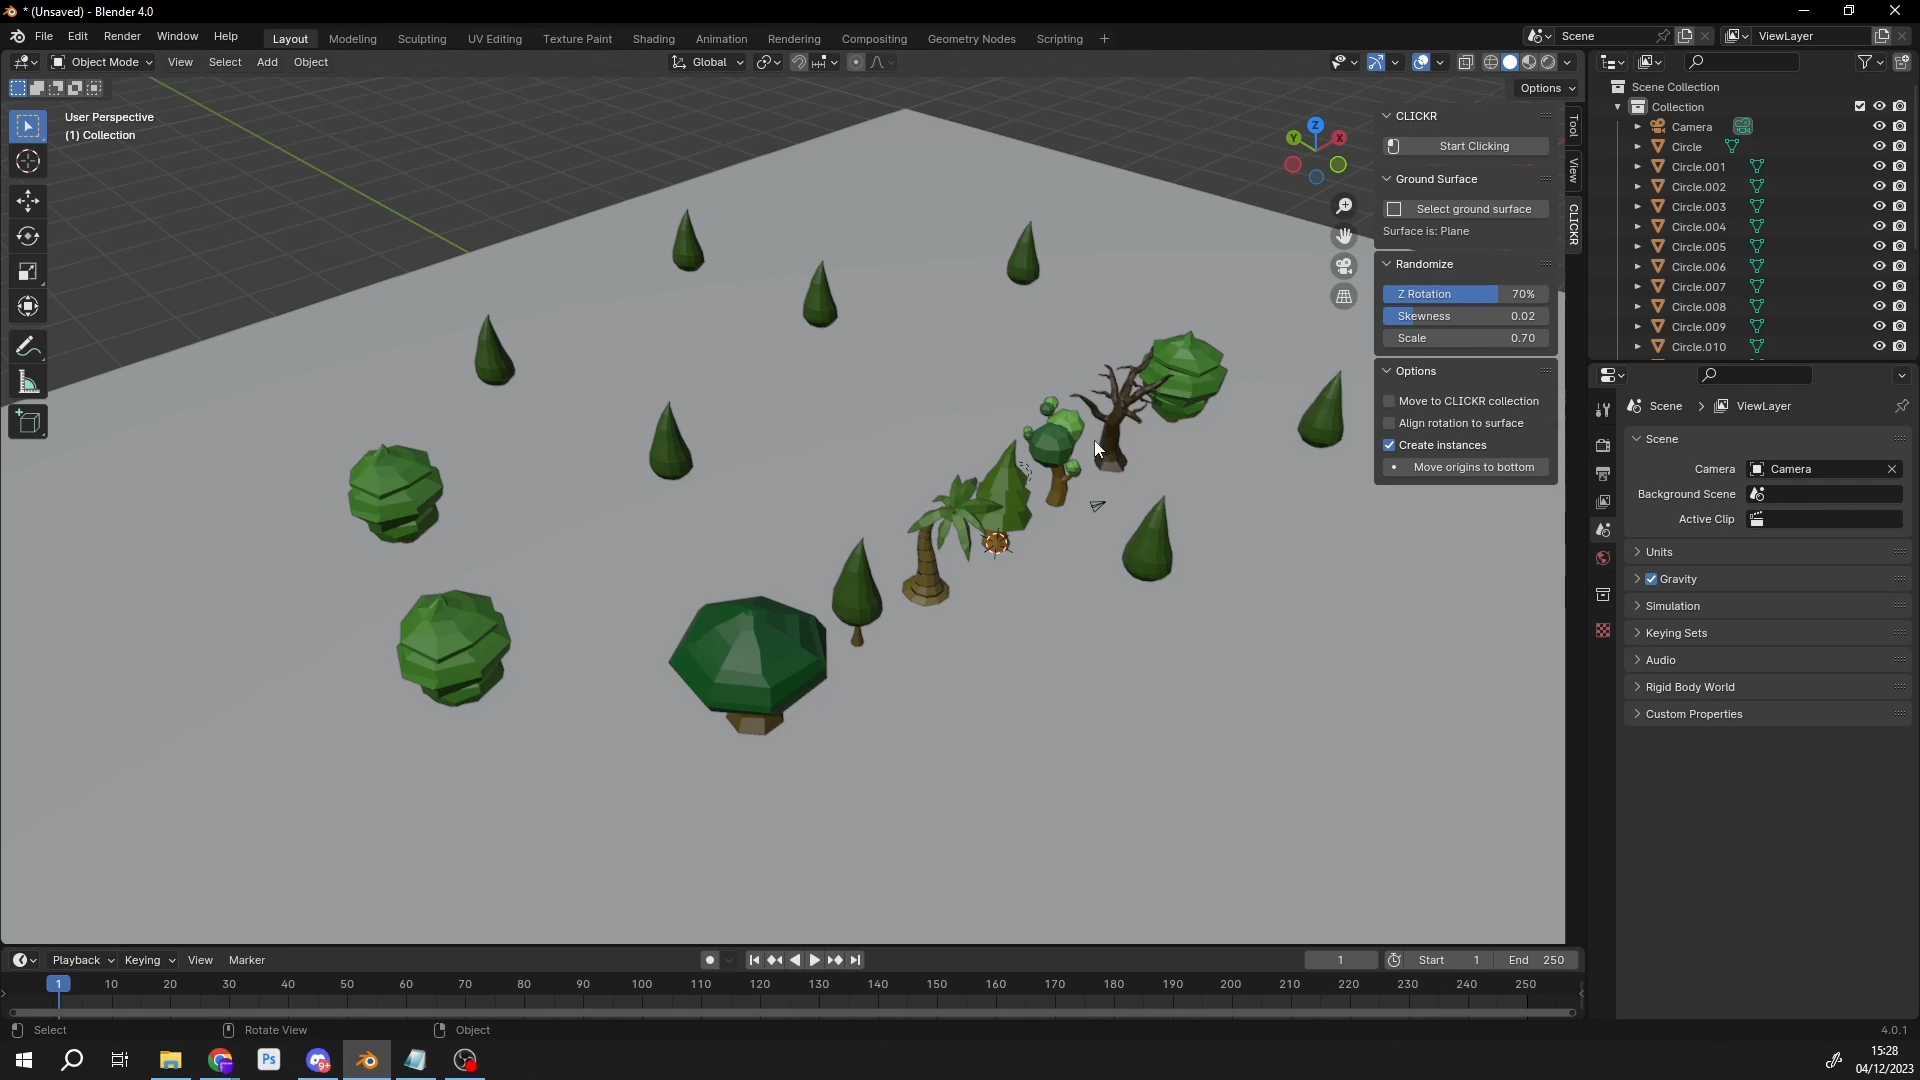 * (Unsaved) - Blender 4.0
File Edit Render Window Help
Layout Modeling Sculpting UV Editing Texture Paint Shading Animation Rendering Compositing Geometry Nodes Scripting +
Scene
ViewLayer
Object Mode View Select Add Object
Global
Options
User Perspective
(1) Collection
Z
Y
X
CLICKR
Start Clicking
Ground Surface
Select ground surface
Surface is: Plane
Randomize
Z Rotation 70%
Skewness 0.02
Scale 0.70
Options
Move to CLICKR collection
Align rotation to surface
Create instances
Move origins to bottom
Tool
View
CLICKR
Scene Collection
Collection
Camera
Circle
Circle.001
Circle.002
Circle.003
Circle.004
Circle.005
Circle.006
Circle.007
Circle.008
Circle.009
Circle.010
Scene > ViewLayer
Scene
Camera Camera
Background Scene
Active Clip
Units
Gravity
Simulation
Keying Sets
Audio
Rigid Body World
Custom Properties
Playback Keying View Marker
1 Start 1 End 250
1 10 20 30 40 50 60 70 80 90 100 110 120 130 140 150 160 170 180 190 200 210 220 230 240 250
Select Rotate View Object
4.0.1
Ps
9+
15:28
04/12/2023